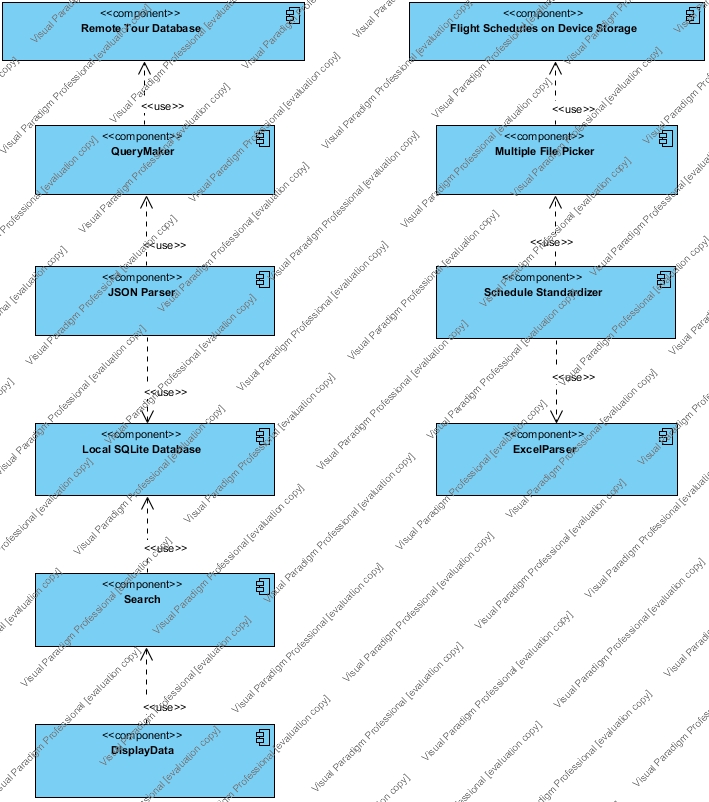 <<component>>
Remote Tour Database
<<component>>
Flight Schedules on Device Storage
<<use>>
<<use>>
<<component>>
QueryMaker
<<component>>
Multiple File Picker
<<use>>
<<use>>
<<component>>
JSON Parser
<<component>>
Schedule Standardizer
<<use>>
<<use>>
<<component>>
Local SQLite Database
<<component>>
ExcelParser
<<use>>
<<component>>
Search
<<use>>
<<component>>
DisplayData
Visual Paradigm Professional [evaluation copy]